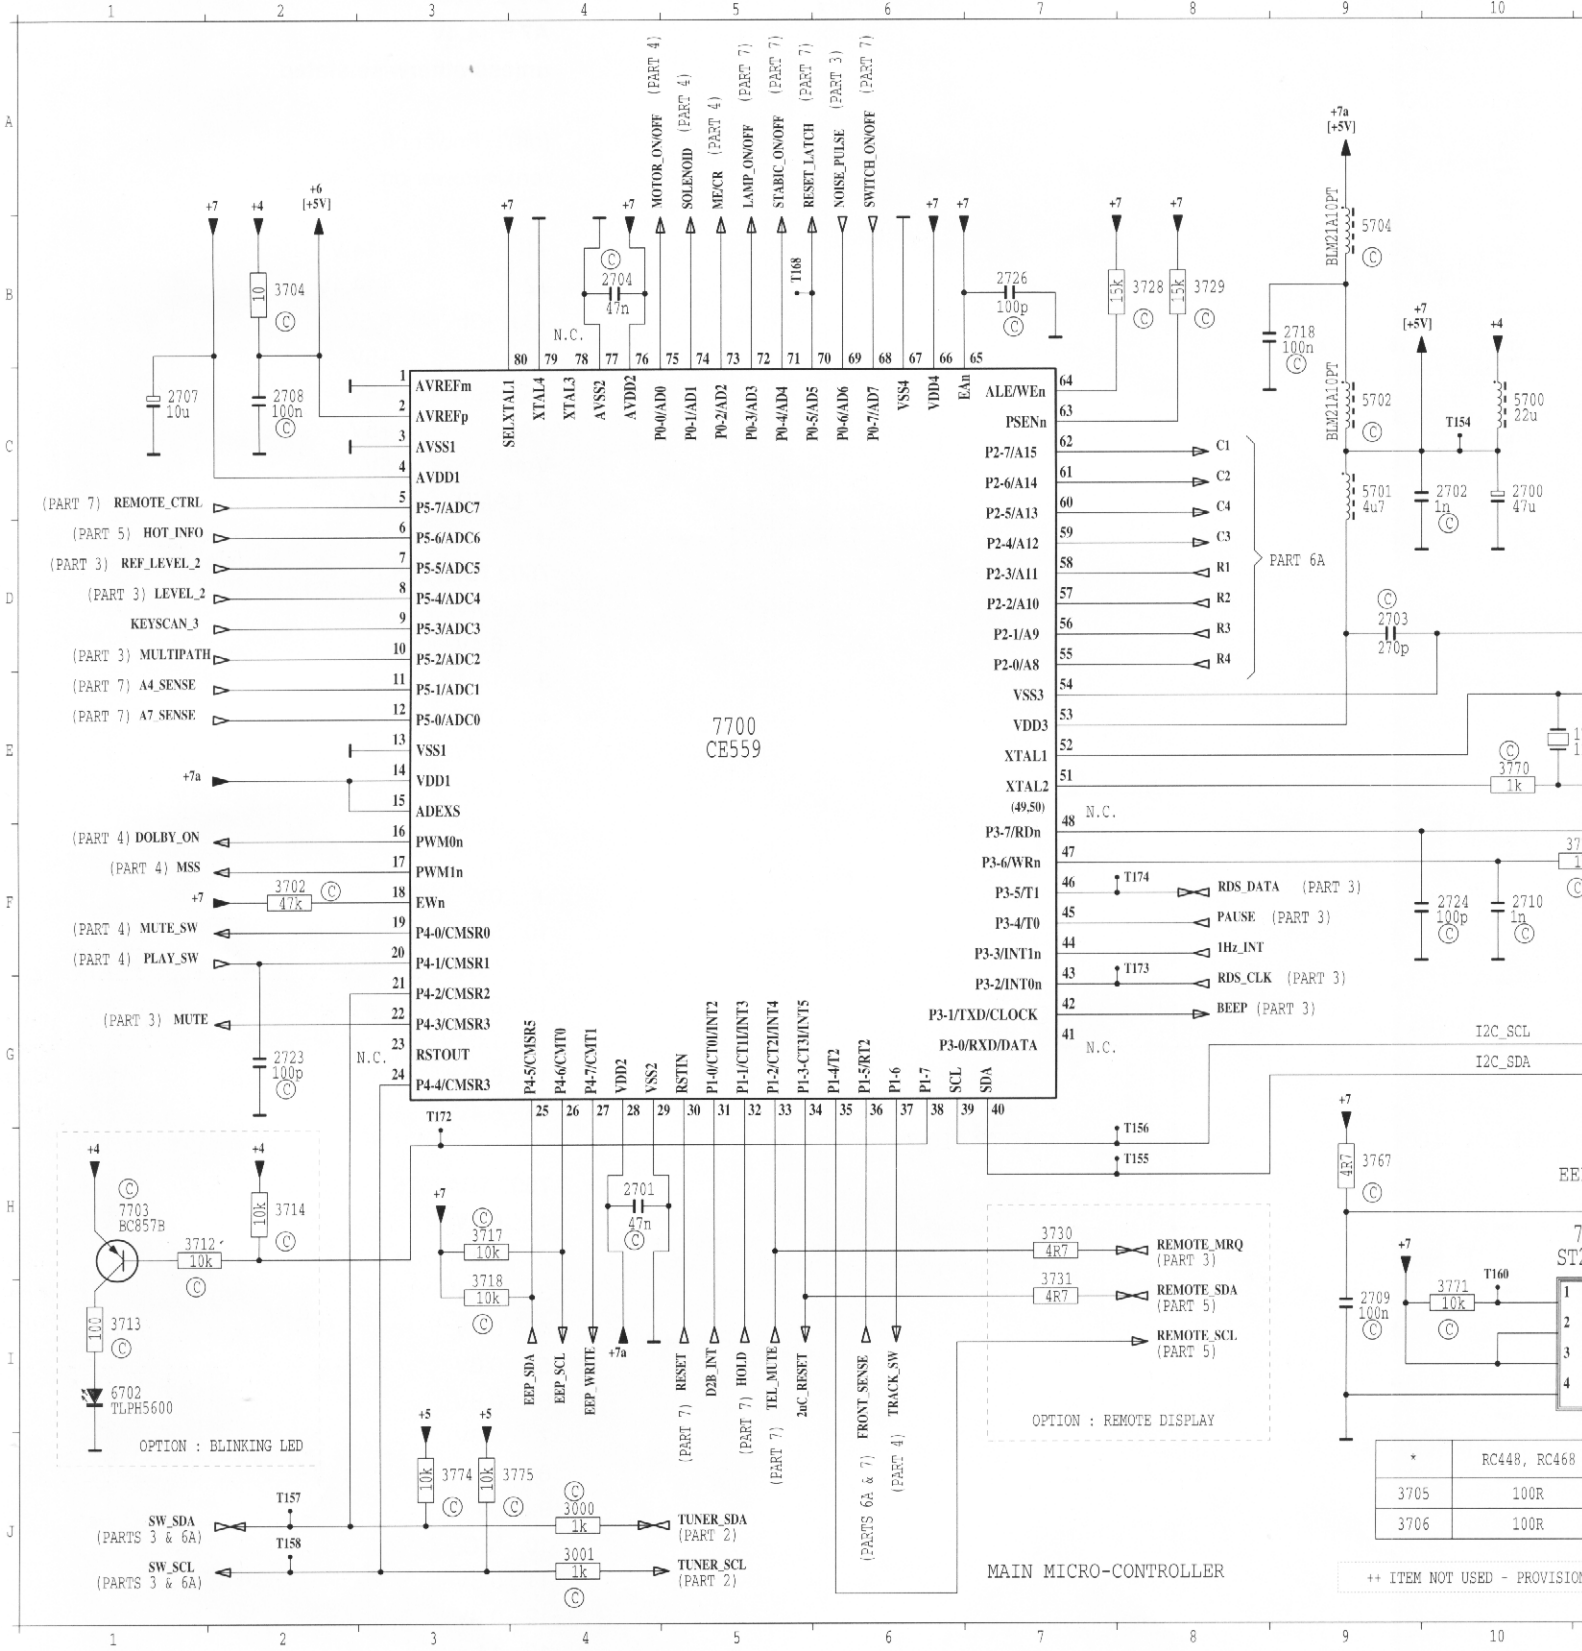 1 2 3 4 5 6 7 8 9 10
MOTOR_ON/OFF (PART 4)
SOLENOID (PART 4)
ME/CR (PART 4)
LAMP_ON/OFF (PART 7)
STABIC_ON/OFF (PART 7)
RESET_LATCH (PART 7)
NOISE_PULSE (PART 3)
SWITCH_ON/OFF (PART 7)
A
+7a
[+5V]
+7
+4
+6
[+5V]
+7
+7
+7
+7
+7
+7
BLM21A10PT
5704
C
B
10
3704
C
C
2704
47n
N.C.
T168
2726
100p
C
15k
3728
15k
3729
2718
100n
C
+7
[+5V]
+4
80 79 78 77 76 75 74 73 72 71 70 69 68 67 66 65
SELXTAL1
XTAL4
XTAL3
AVSS2
AVDD2
P0-0/AD0
P0-1/AD1
P0-2/AD2
P0-3/AD3
P0-4/AD4
P0-5/AD5
P0-6/AD6
P0-7/AD7
VSS4
VDD4
EAn
C
2707
10u
2708
100n
C
1 AVREFm
2 AVREFp
3 AVSS1
4 AVDD1
(PART 7) REMOTE_CTRL 5 P5-7/ADC7
(PART 5) HOT_INFO 6 P5-6/ADC6
(PART 3) REF_LEVEL_2 7 P5-5/ADC5
D
(PART 3) LEVEL_2 8 P5-4/ADC4
KEYSCAN_3 9 P5-3/ADC3
(PART 3) MULTIPATH 10 P5-2/ADC2
(PART 7) A4_SENSE 11 P5-1/ADC1
(PART 7) A7_SENSE 12 P5-0/ADC0
E
13 VSS1
+7a 14 VDD1
15 ADEXS
(PART 4) DOLBY_ON 16 PWM0n
(PART 4) MSS 17 PWM1n
F
+7 3702 47k C 18 EWn
(PART 4) MUTE_SW 19 P4-0/CMSR0
(PART 4) PLAY_SW 20 P4-1/CMSR1
21 P4-2/CMSR2
(PART 3) MUTE 22 P4-3/CMSR3
G
N.C. 23 RSTOUT
24 P4-4/CMSR3
2723
100p
C
7700
CE559
ALE/WEn 64
PSENn 63
P2-7/A15 62 C1
P2-6/A14 61 C2
P2-5/A13 60 C4
P2-4/A12 59 C3
P2-3/A11 58 R1
P2-2/A10 57 R2
P2-1/A9 56 R3
P2-0/A8 55 R4
PART 6A
VSS3 54
VDD3 53
XTAL1 52
XTAL2 51
(49,50) N.C.
P3-7/RDn 48
P3-6/WRn 47
P3-5/T1 46 T174 RDS_DATA (PART 3)
P3-4/T0 45 PAUSE (PART 3)
P3-3/INT1n 44 1Hz_INT
P3-2/INT0n 43 T173 RDS_CLK (PART 3)
P3-1/TXD/CLOCK 42 BEEP (PART 3)
P3-0/RXD/DATA 41 N.C.
BLM21A10PT
5702
C
T154
5700
22u
5701
4u7
2702
1n
C
2700
47u
C
2703
270p
C
3770
1k
2724
100p
C
2710
1n
C
C
I2C_SCL
I2C_SDA
P4-5/CMSR5
P4-6/CMT0
P4-7/CMT1
VDD2
VSS2
RSTIN
P1-0/CT0I/INT2
P1-1/CT1I/INT3
P1-2/CT2I/INT4
P1-3-CT3I/INT5
P1-4/T2
P1-5/RT2
P1-6
P1-7
SCL
SDA
25 26 27 28 29 30 31 32 33 34 35 36 37 38 39 40
T172
T156
T155
+7
4R7
3767
C
H
+4
C
7703
BC857B
+4
10k
3714
C
3712
10k
C
100
3713
C
6702
TLPH5600
OPTION : BLINKING LED
+7
C
3717
10k
3718
10k
C
2701
47n
C
3730
4R7
REMOTE_MRQ
(PART 3)
3731
4R7
REMOTE_SDA
(PART 5)
REMOTE_SCL
(PART 5)
OPTION : REMOTE DISPLAY
I
EEP_SDA
EEP_SCL
EEP_WRITE
+7a
(PART 7) RESET
D2B_INT
(PART 7) HOLD
(PART 7) TEL_MUTE
2uC_RESET
(PARTS 6A & 7) FRONT_SENSE
(PART 4) TRACK_SW
2709
100n
C
+7
3771
10k
C
T160
1
2
3
4
+5
+5
10k
3774
C
10k
3775
C
J
SW_SDA
(PARTS 3 & 6A)
T157
C
3000
1k
TUNER_SDA
(PART 2)
SW_SCL
(PARTS 3 & 6A)
T158
3001
1k
C
TUNER_SCL
(PART 2)
MAIN MICRO-CONTROLLER
* RC448, RC468
3705 100R
3706 100R
++ ITEM NOT USED - PROVISION
1 2 3 4 5 6 7 8 9 10